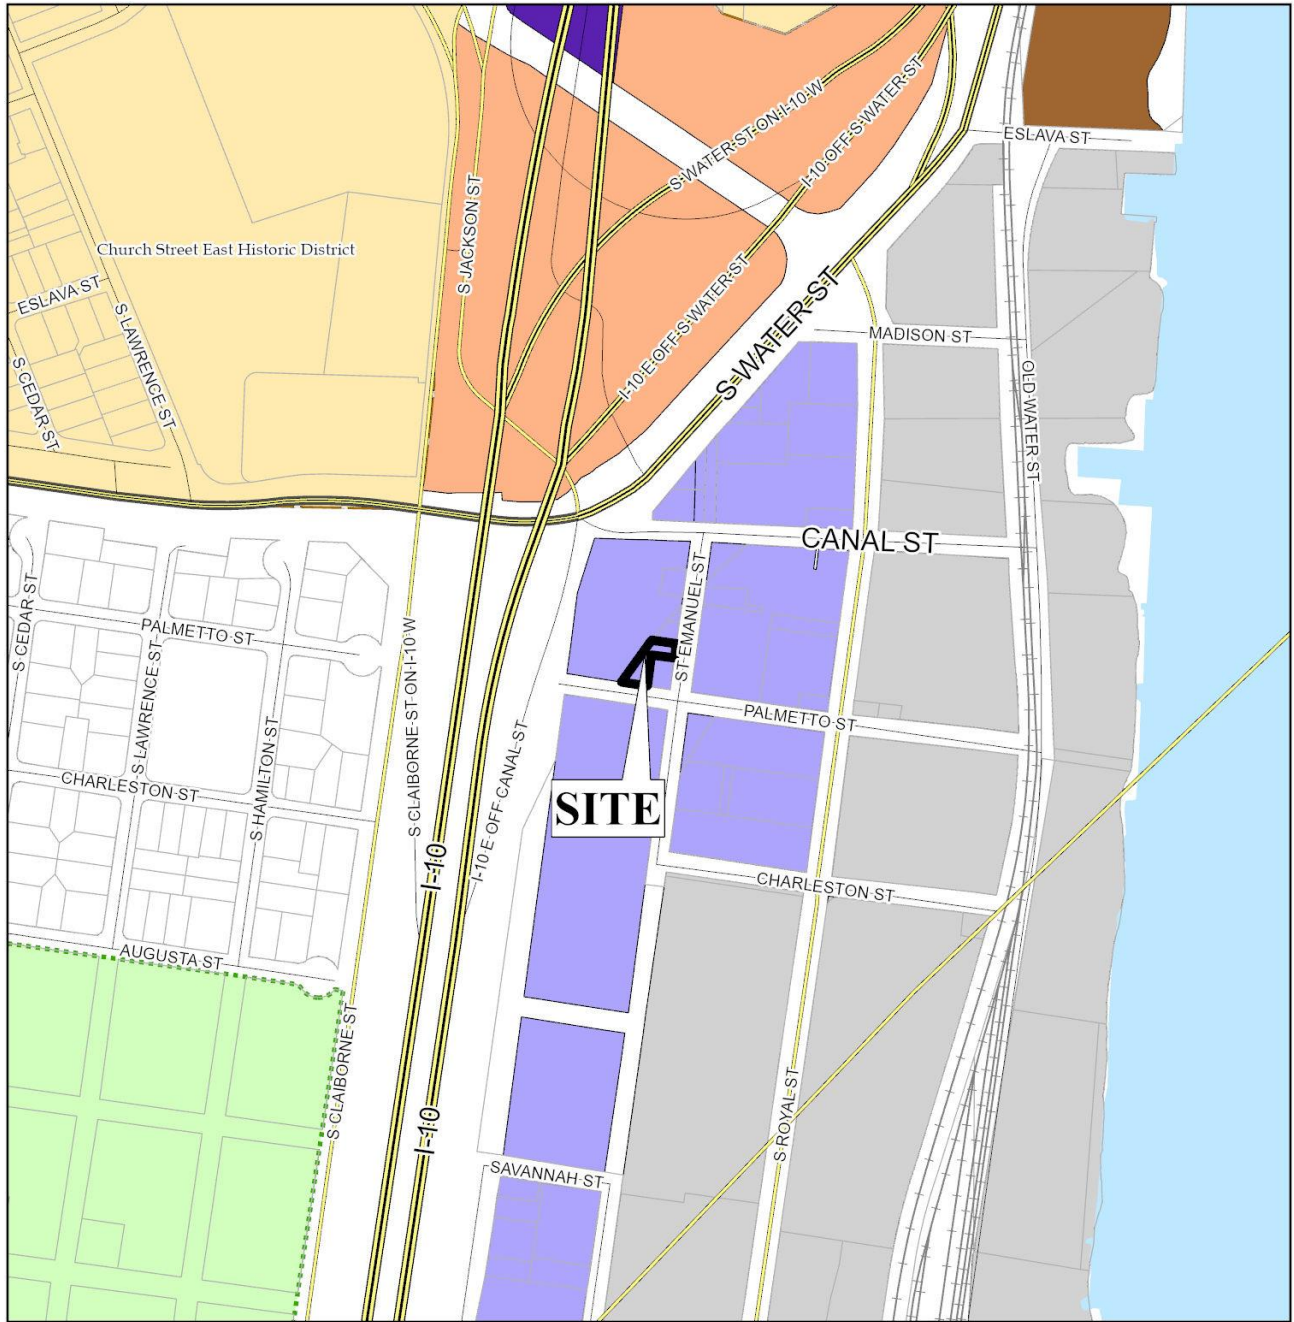 S WATER ST ON I-10 W
I-10 OFF S WATER ST
ESLAVA ST
S JACKSON ST
Church Street East Historic District
ESLAVA ST
S LAWRENCE ST
S CEDAR ST
I-10 E OFF S WATER ST
S WATER ST
MADISON ST
OLD WATER ST
CANAL ST
ST EMANUEL ST
S CEDAR ST
PALMETTO ST
S LAWRENCE ST
S CLAIBORNE ST ON I-10 W
PALMETTO ST
S HAMILTON ST
CHARLESTON ST
I-10 E OFF CANAL ST
SITE
I-10
CHARLESTON ST
AUGUSTA ST
S CLAIBORNE ST
I-10
S ROYAL ST
SAVANNAH ST